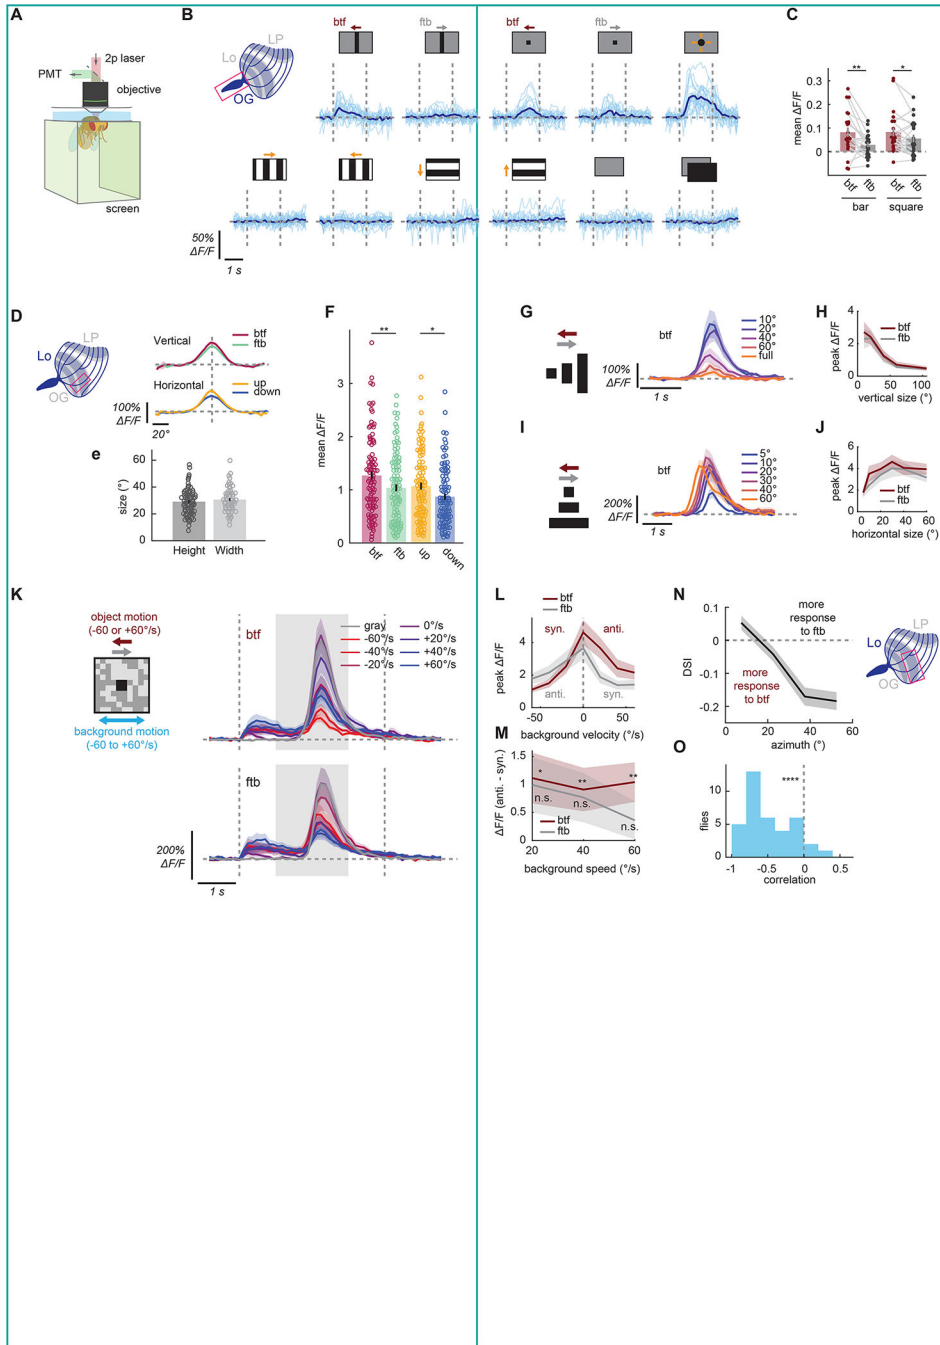 A
2p laser
PMT
objective
screen
B
LP
Lo
OG
btf
ftb
btf
ftb
50%
ΔF/F
1 s
C
mean ΔF/F
0.3
0.2
0.1
0
**
*
btf
ftb
btf
ftb
bar
square
D
LP
Lo
OG
Vertical
btf
ftb
Horizontal
up
down
100%
ΔF/F
20°
e
size (°)
60
40
20
0
Height
Width
F
mean ΔF/F
3
2
1
0
**
*
btf
ftb
up
down
G
btf
10°
20°
40°
60°
full
100%
ΔF/F
1 s
H
peak ΔF/F
4
2
0
btf
ftb
0
50
100
vertical size (°)
I
btf
5°
10°
20°
30°
40°
60°
200%
ΔF/F
1 s
J
peak ΔF/F
6
4
2
0
btf
ftb
0
20
40
60
horizontal size (°)
K
object motion
(-60 or +60°/s)
background motion
(-60 to +60°/s)
btf
gray
-60°/s
-40°/s
-20°/s
0°/s
+20°/s
+40°/s
+60°/s
ftb
200%
ΔF/F
1 s
L
btf
ftb
peak ΔF/F
4
2
0
syn.
anti.
anti.
syn.
-50
0
50
background velocity (°/s)
M
ΔF/F (anti. - syn.)
1.5
1
0.5
0
*
**
**
n.s.
n.s.
n.s.
btf
ftb
20
40
60
background speed (°/s)
N
DSI
0.1
0
-0.1
-0.2
more
response
to ftb
more
response
to btf
0
20
40
60
azimuth (°)
LP
Lo
OG
O
flies
10
5
0
****
-1
-0.5
0
0.5
correlation